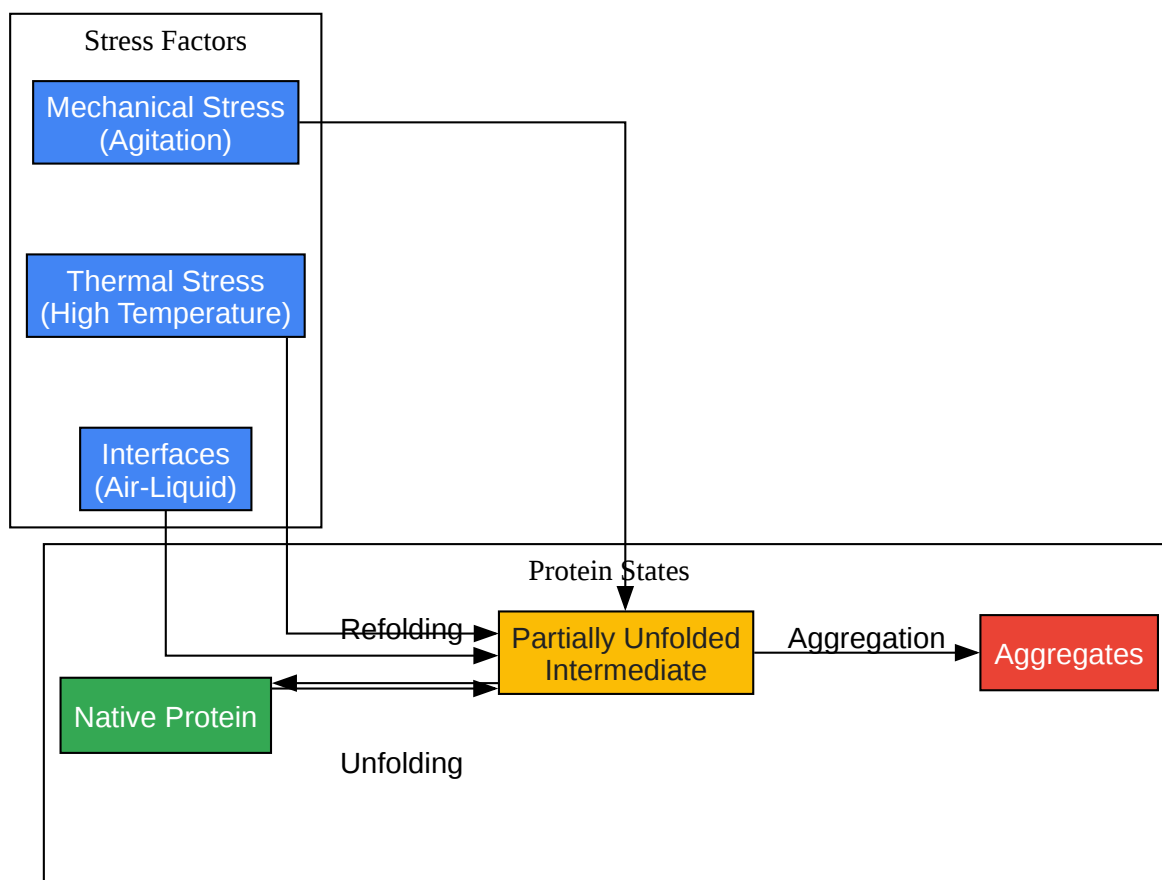 Stress Factors
Mechanical Stress
(Agitation)
Thermal Stress
(High Temperature)
Interfaces
(Air-Liquid)
Protein States
Refolding
Partially Unfolded
Intermediate
Aggregation
Aggregates
Native Protein
Unfolding